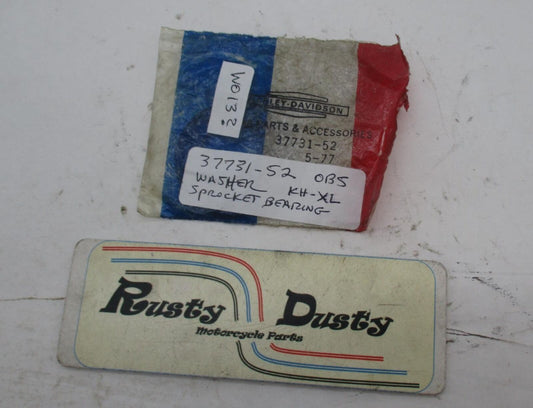 WO132
HARLEY-DAVIDSON
PARTS & ACCESSORIES
37731-52
5-77
37731-52 OBS
WASHER KH-XL
SPROCKET BEARING
Rusty Dusty
Motorcycle Parts